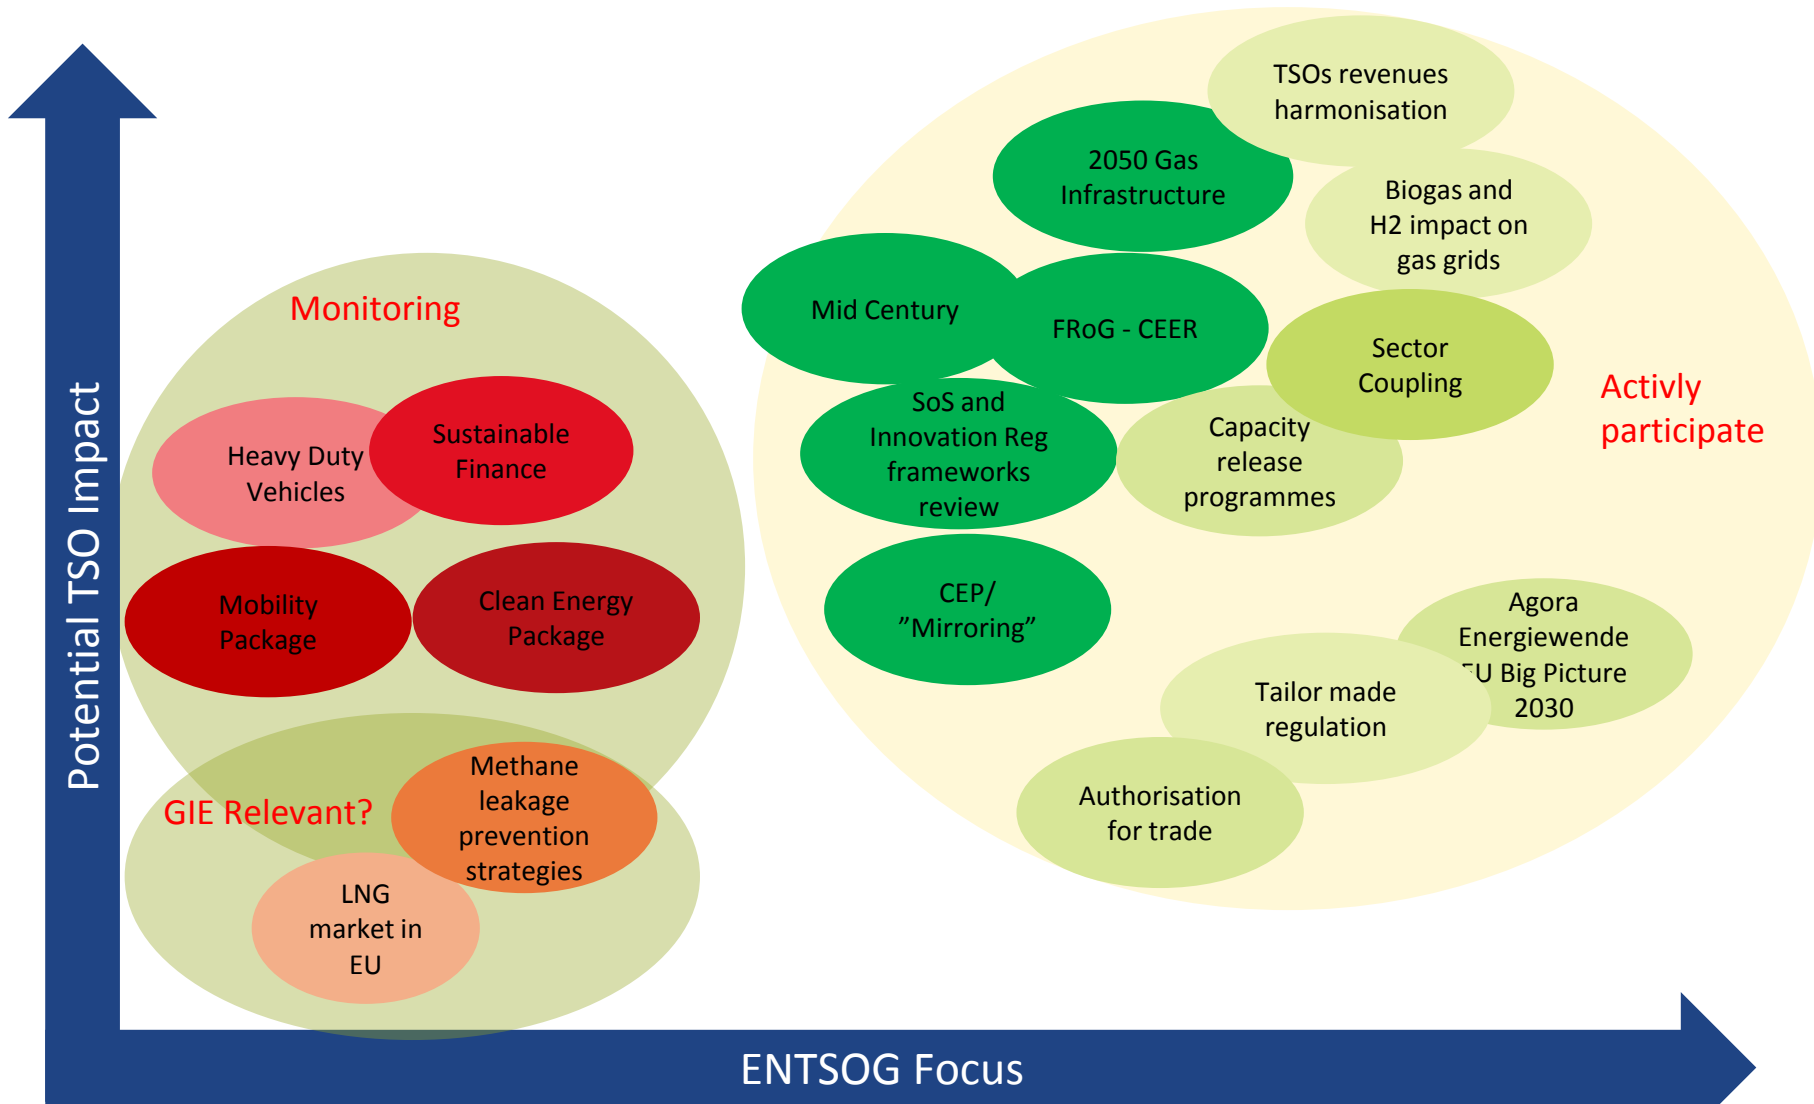 Potential TSO Impact
ENTSOG Focus
Monitoring
Heavy Duty
Vehicles
Sustainable
Finance
Mobility
Package
Clean Energy
Package
GIE Relevant?
Methane
leakage
prevention
strategies
LNG
market in
EU
TSOs revenues
harmonisation
2050 Gas
Infrastructure
Biogas and
H2 impact on
gas grids
Mid Century
FRoG - CEER
Sector
Coupling
Activly
participate
SoS and
Innovation Reg
frameworks
review
Capacity
release
programmes
CEP/
”Mirroring”
Agora
Energiewende
EU Big Picture
2030
Tailor made
regulation
Authorisation
for trade